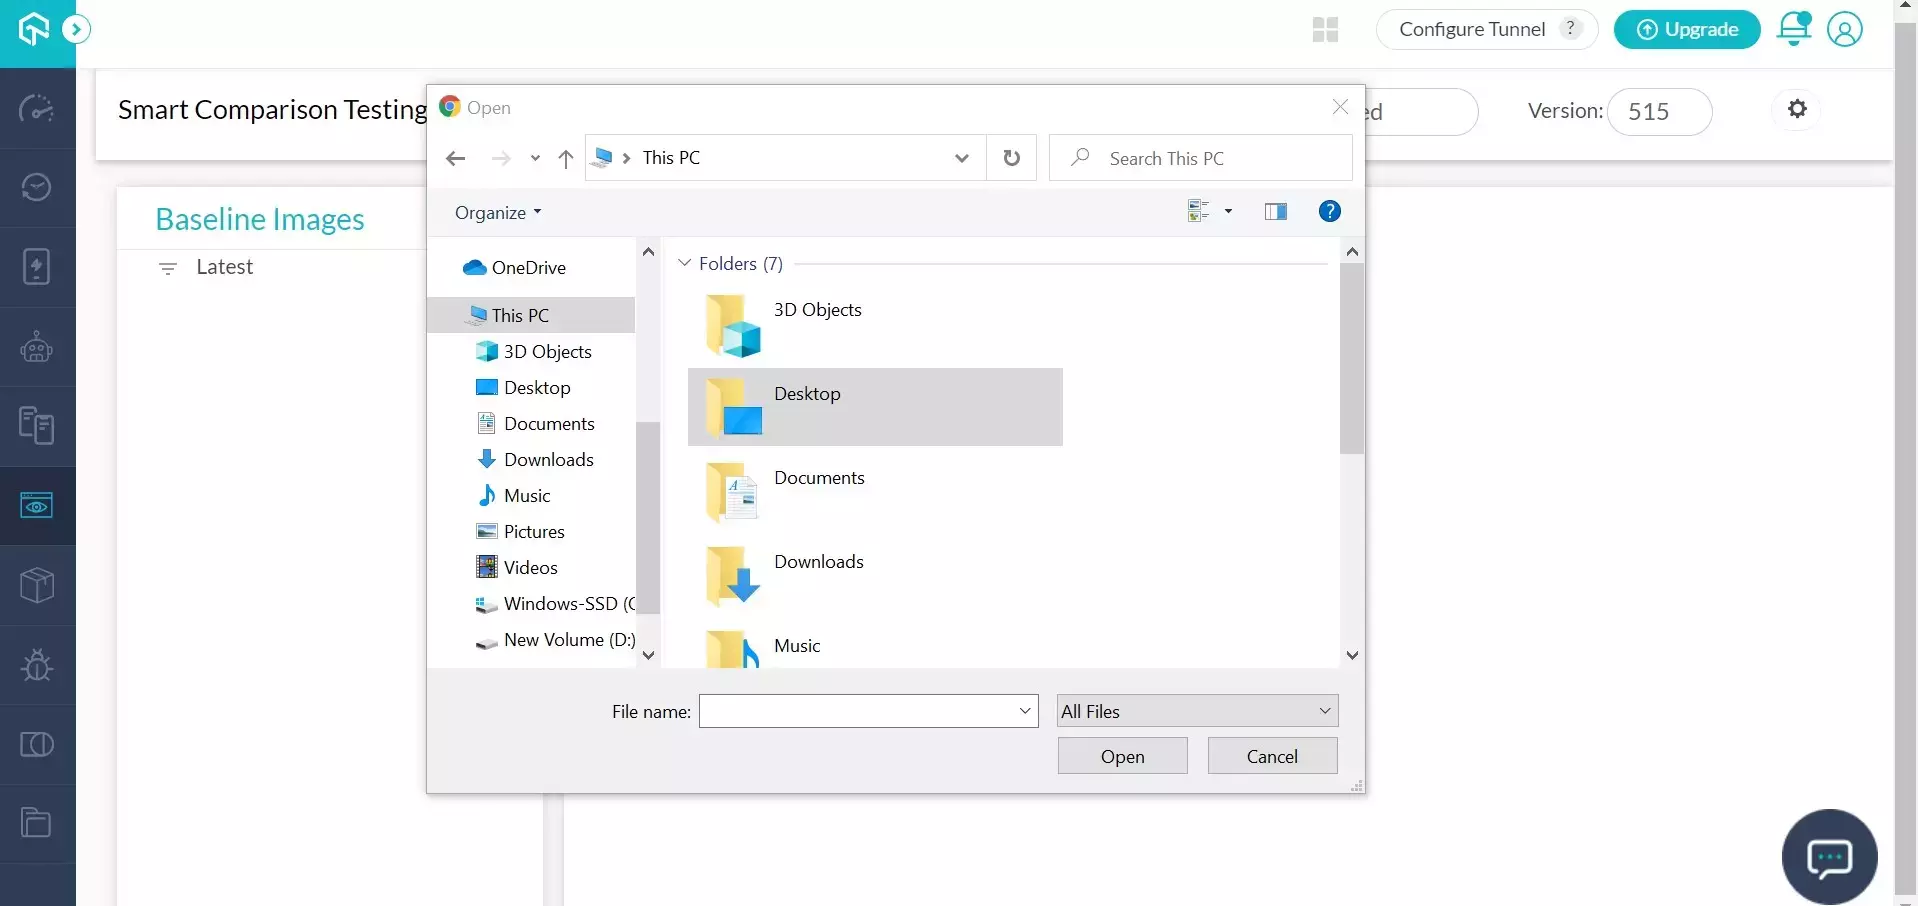 Configure Tunnel ?
Upgrade
Smart Comparison Testing
ed
Version: 515
Baseline Images
Latest
Open
This PC
Search This PC
Organize
?
OneDrive
This PC
3D Objects
Desktop
Documents
Downloads
Music
Pictures
Videos
Windows-SSD (C
New Volume (D:)
Folders (7)
3D Objects
Desktop
Documents
Downloads
Music
File name:
All Files
Open
Cancel